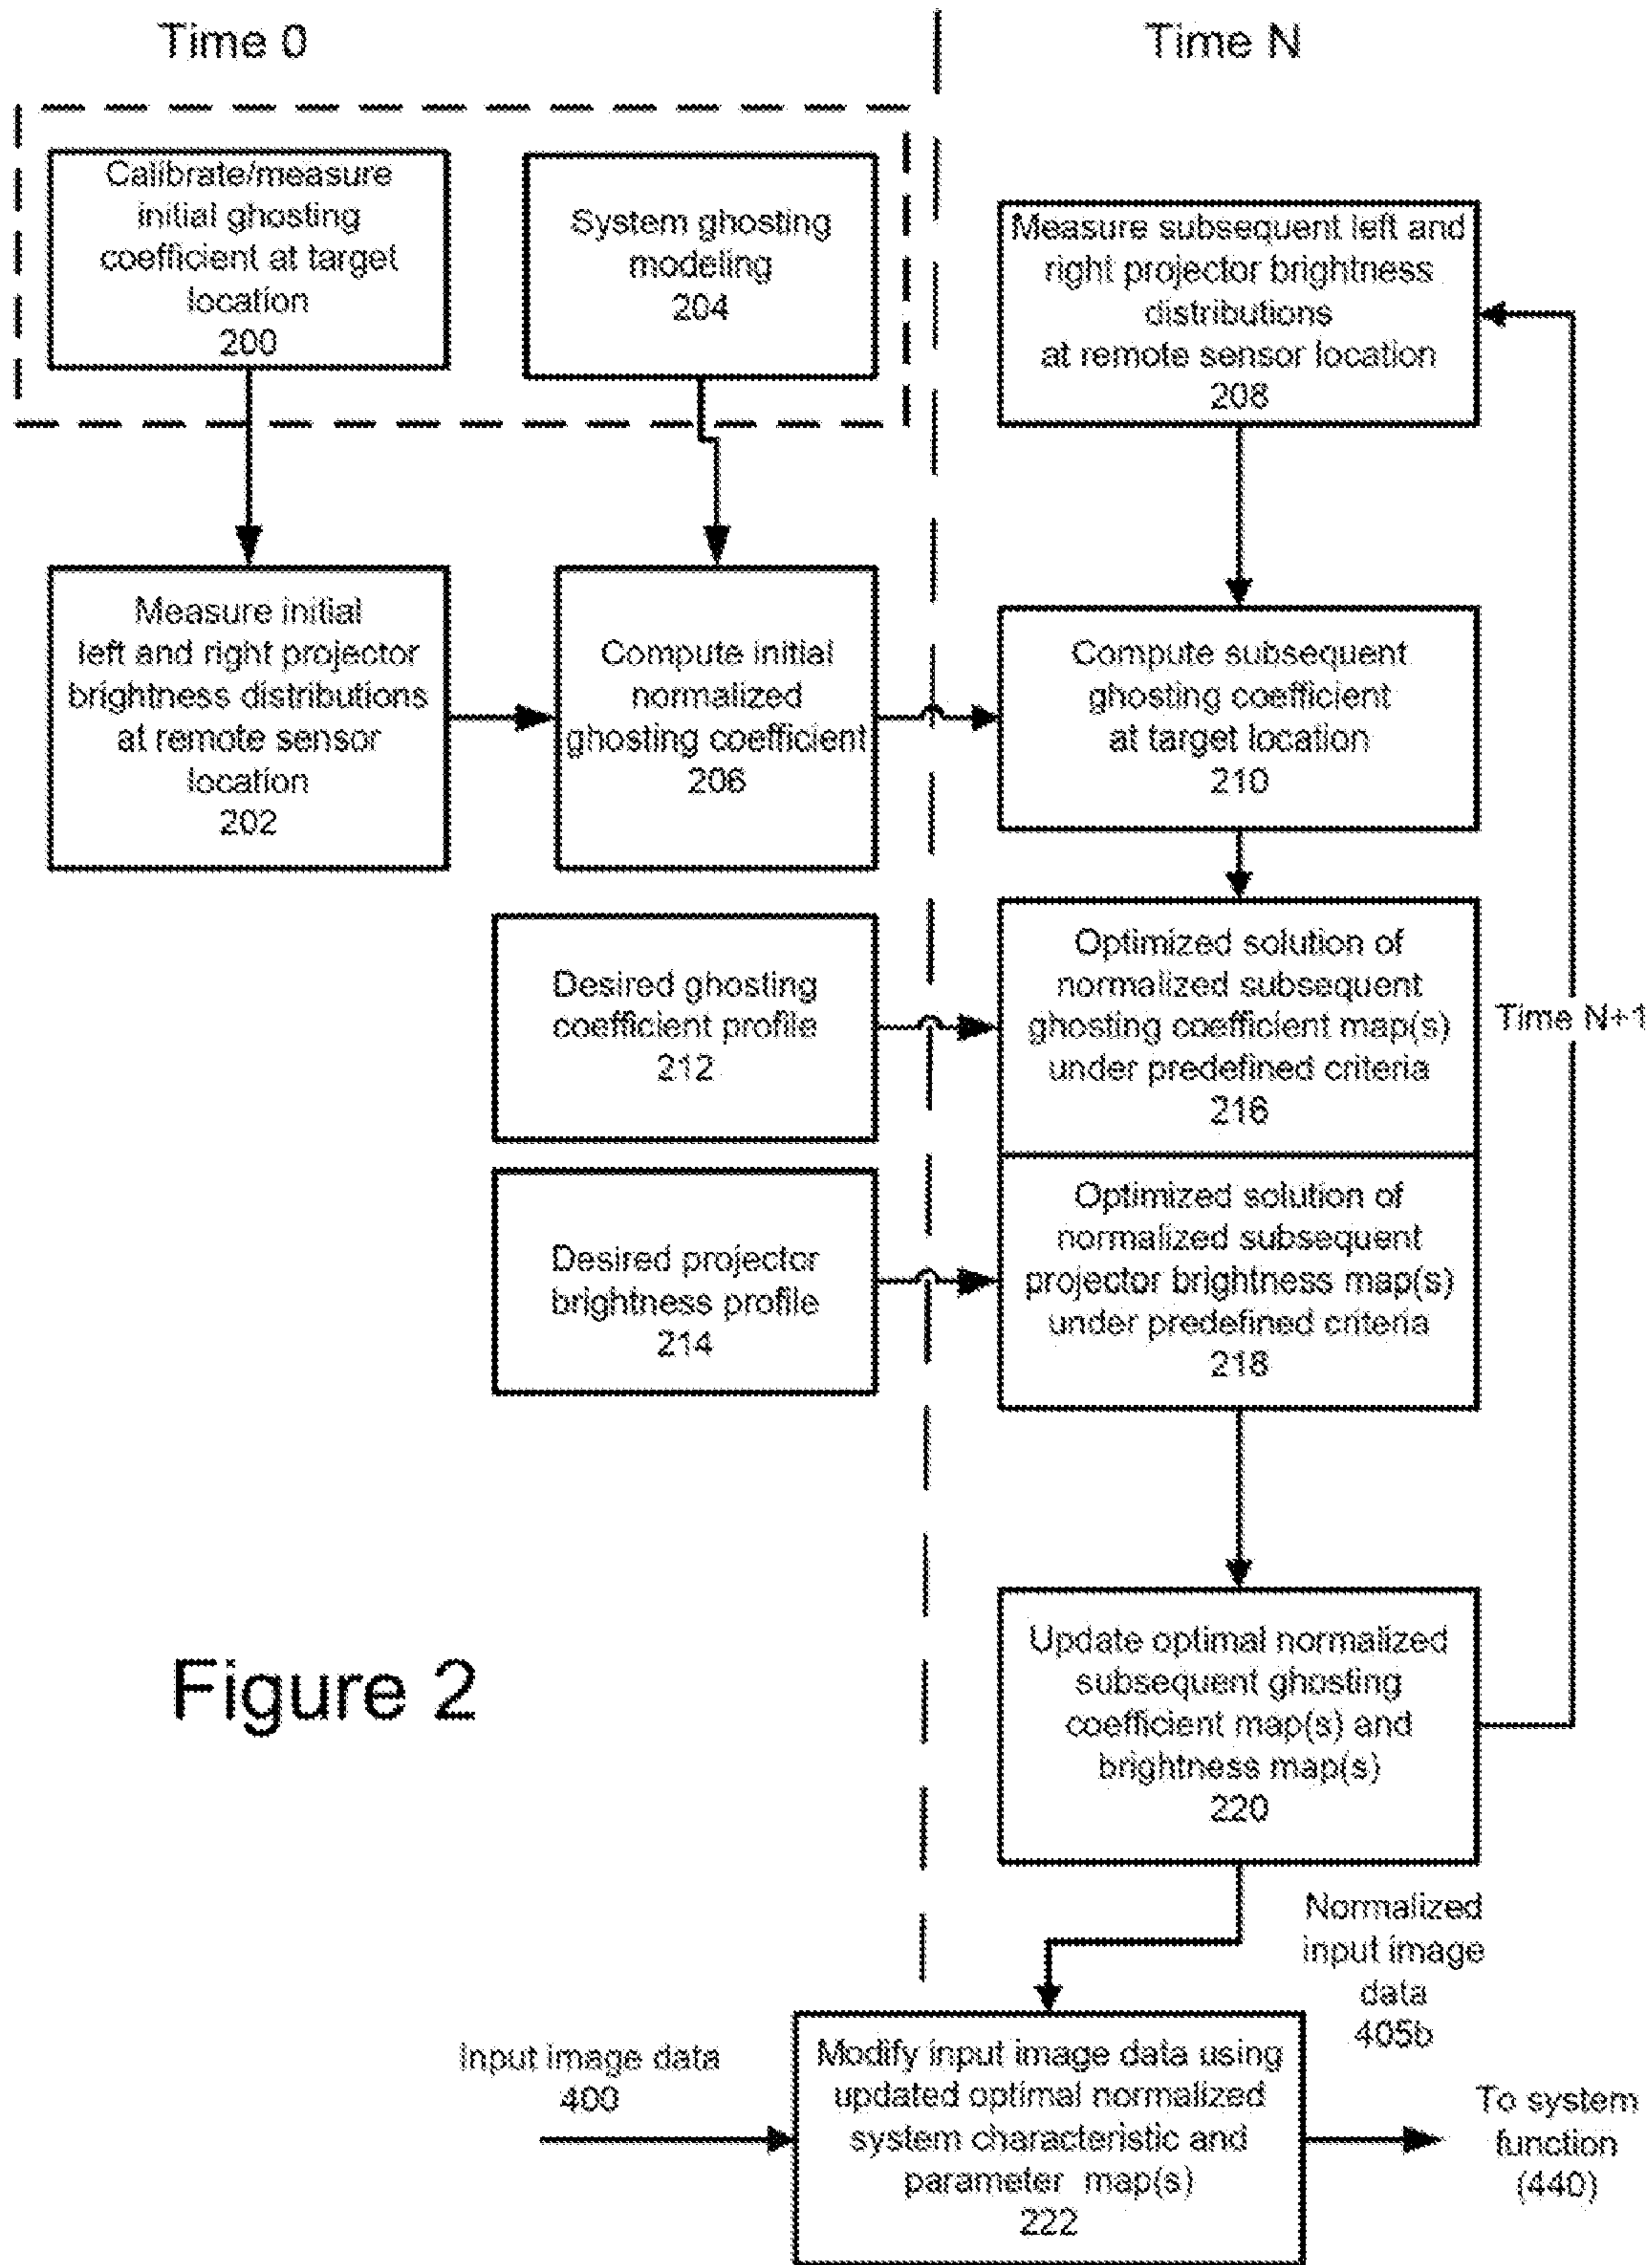 Time 0
Time N
Calibrate/measure
initial ghosting
coefficient at target
location
200
System ghosting
modeling
204
Measure subsequent left and
right projector brightness
distributions
at remote sensor location
208
Measure initial
left and right projector
brightness distributions
at remote sensor
location
202
Compute initial
normalized
ghosting coefficient
206
Compute subsequent
ghosting coefficient
at target location
210
Desired ghosting
coefficient profile
212
Optimized solution of
normalized subsequent
ghosting coefficient map(s)
under predefined criteria
216
Time N+1
Desired projector
brightness profile
214
Optimized solution of
normalized subsequent
projector brightness map(s)
under predefined criteria
218
Update optimal normalized
subsequent ghosting
coefficient map(s) and
brightness map(s)
220
Figure 2
Normalized
input image
data
405b
Input image data
400
Modify input image data using
updated optimal normalized
system characteristic and
parameter map(s)
222
To system
function
(440)